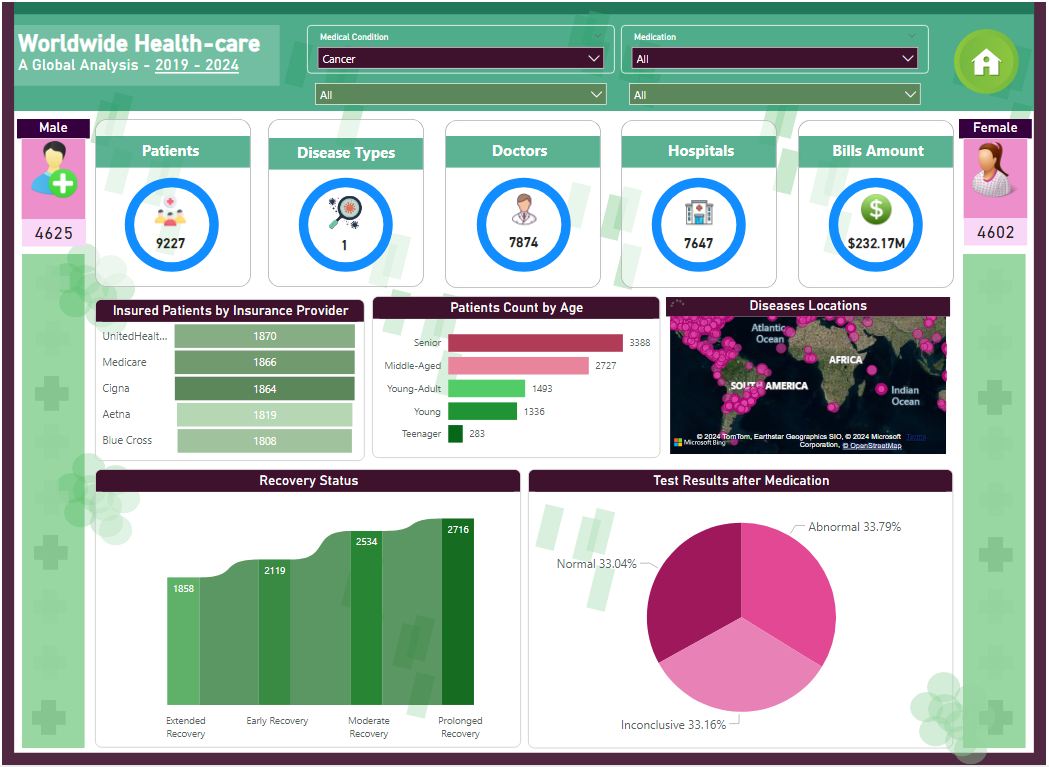 Worldwide Health-care
A Global Analysis - 2019 - 2024
Medical Condition
Cancer
All
Medication
All
All
Male
4625
Patients
9227
Disease Types
1
Doctors
7874
Hospitals
7647
Bills Amount
$
$232.17M
Female
4602
Insured Patients by Insurance Provider
UnitedHealt... 1870
Medicare 1866
Cigna 1864
Aetna 1819
Blue Cross 1808
Patients Count by Age
Senior 3388
Middle-Aged 2727
Young-Adult 1493
Young 1336
Teenager 283
Diseases Locations
Atlantic
Ocean
AFRICA
SOUTH AMERICA
Indian
Ocean
© 2024 TomTom, Earthstar Geographics SIO, © 2024 Microsoft Terms
Microsoft Bing
Corporation, © OpenStreetMap
Recovery Status
1858
2119
2534
2716
Extended
Recovery
Early Recovery
Moderate
Recovery
Prolonged
Recovery
Test Results after Medication
Abnormal 33.79%
Normal 33.04%
Inconclusive 33.16%